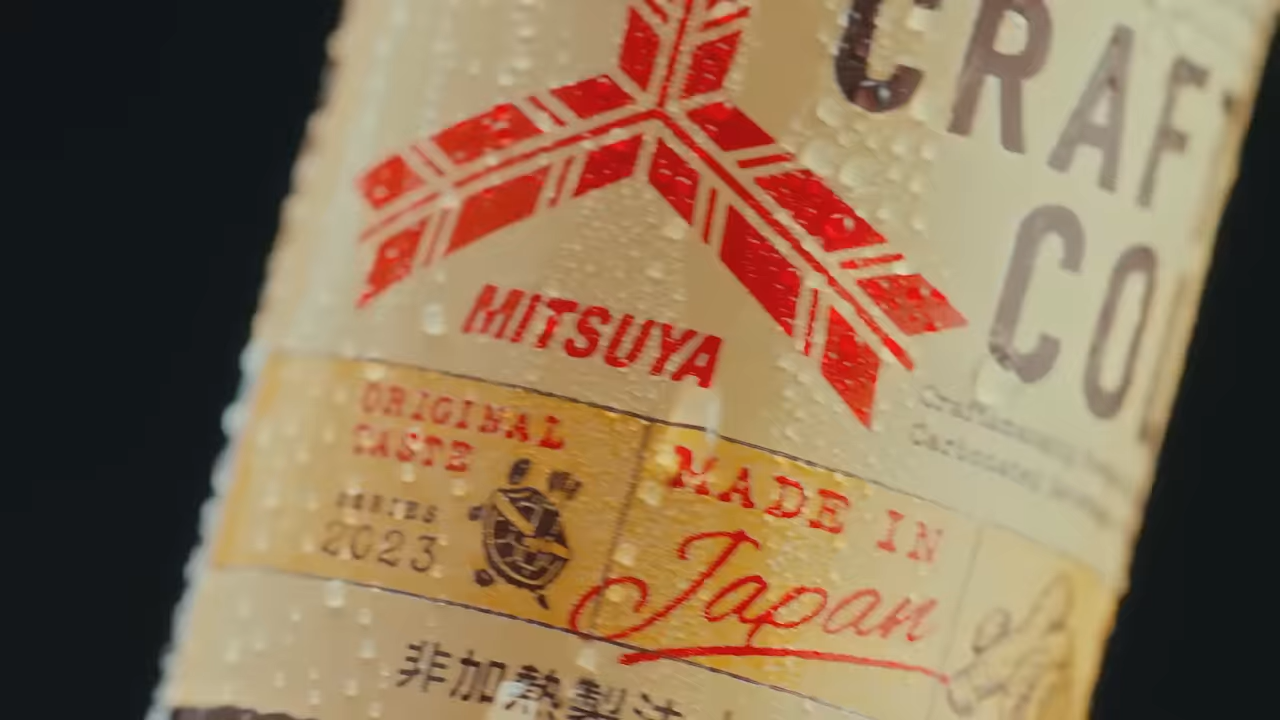 CRAF
CO
MITSUYA
ORIGINAL
TASTE
SERIES
2023
MADE IN
Japan
非加熱製法